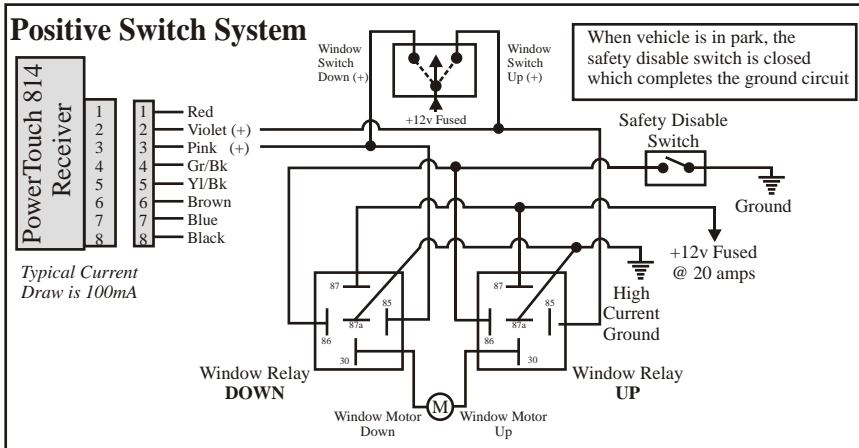 Positive Switch System
Window
Switch
Down (+)
Window
Switch
Up (+)
+12v Fused
When vehicle is in park, the
safety disable switch is closed
which completes the ground circuit
PowerTouch 814
Receiver
1
2
3
4
5
6
7
8
1
2
3
4
5
6
7
8
Red
Violet (+)
Pink (+)
Gr/Bk
Yl/Bk
Brown
Blue
Black
Typical Current
Draw is 100mA
Safety Disable
Switch
Ground
+12v Fused
@ 20 amps
High
Current
Ground
87
85
87a
86
30
87
85
87a
86
30
Window Relay
DOWN
Window Relay
UP
M
Window Motor
Down
Window Motor
Up